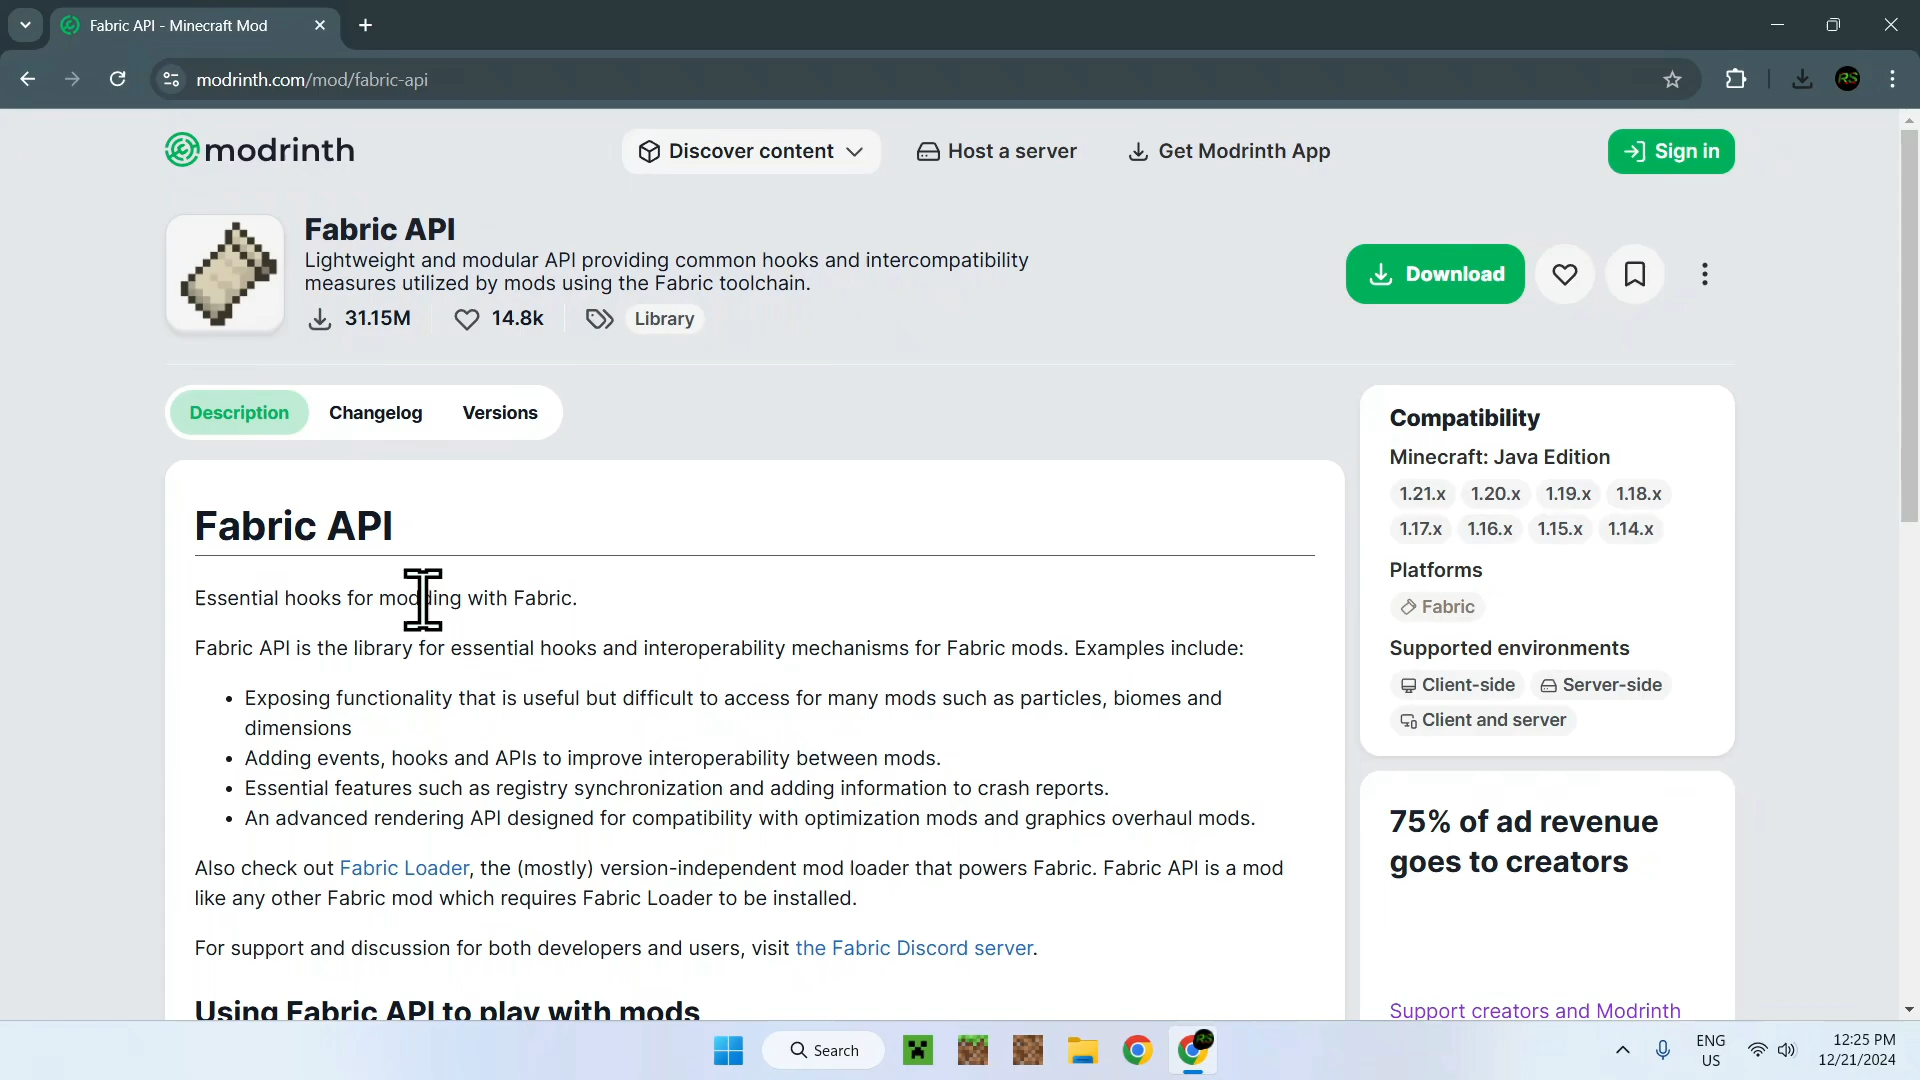 Fabric API - Minecraft Mod
modrinth.com/mod/fabric-api
RS
modrinth
Discover content
Host a server
Get Modrinth App
Sign in
Fabric API
Lightweight and modular API providing common hooks and intercompatibility
measures utilized by mods using the Fabric toolchain.
31.15M
14.8k
Library
Download
Description
Changelog
Versions
Fabric API
Essential hooks for modding with Fabric.
Fabric API is the library for essential hooks and interoperability mechanisms for Fabric mods. Examples include:
• Exposing functionality that is useful but difficult to access for many mods such as particles, biomes and
dimensions
• Adding events, hooks and APIs to improve interoperability between mods.
• Essential features such as registry synchronization and adding information to crash reports.
• An advanced rendering API designed for compatibility with optimization mods and graphics overhaul mods.
Also check out Fabric Loader, the (mostly) version-independent mod loader that powers Fabric. Fabric API is a mod
like any other Fabric mod which requires Fabric Loader to be installed.
For support and discussion for both developers and users, visit the Fabric Discord server.
Using Fabric API to play with mods
Compatibility
Minecraft: Java Edition
1.21.x 1.20.x 1.19.x 1.18.x
1.17.x 1.16.x 1.15.x 1.14.x
Platforms
Fabric
Supported environments
Client-side Server-side
Client and server
75% of ad revenue
goes to creators
Support creators and Modrinth
Search
RS
ENG
US
12:25 PM
12/21/2024